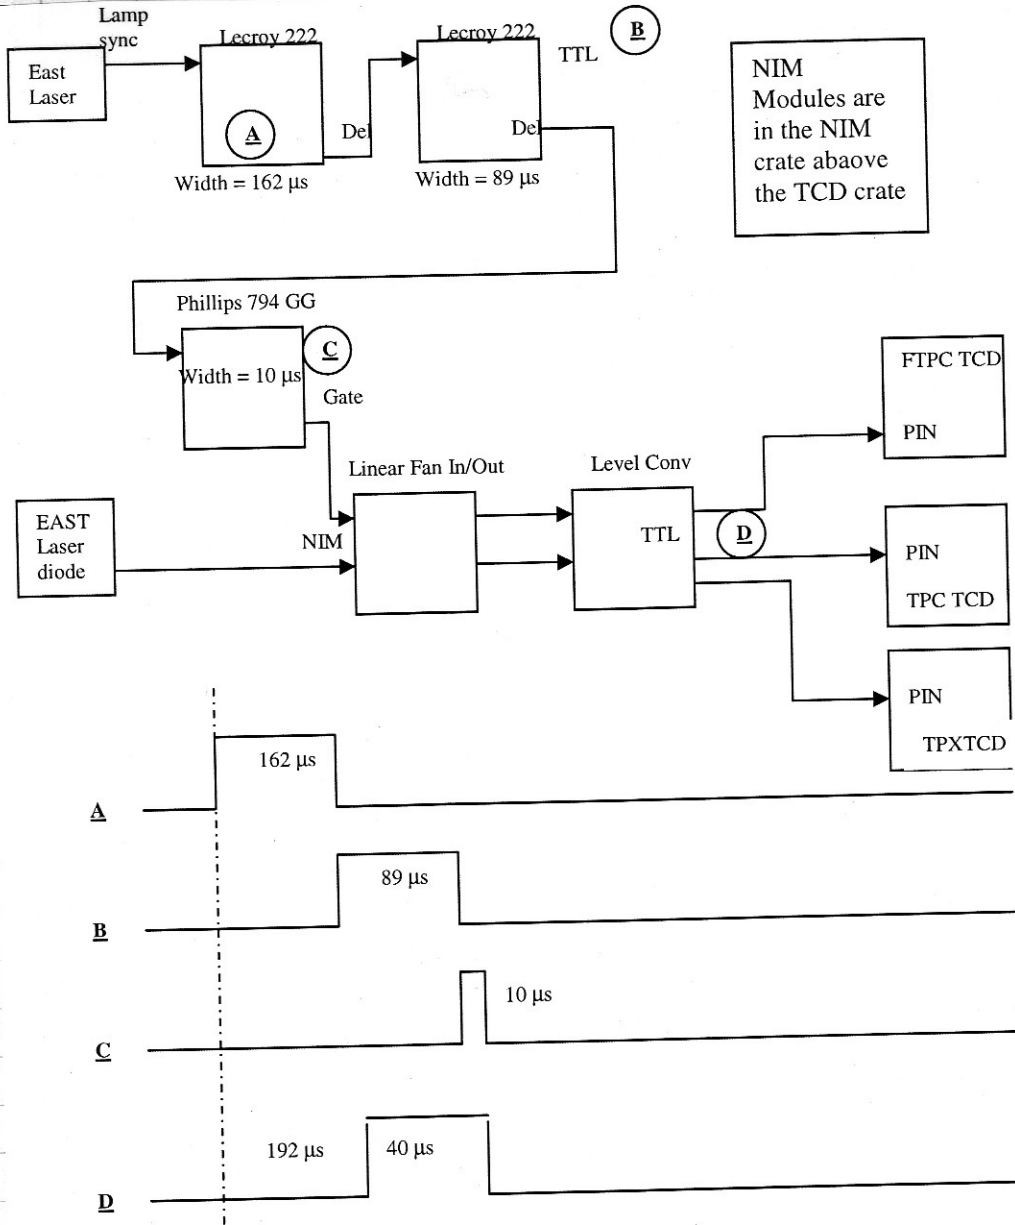 Lamp
sync
Lecroy 222
Lecroy 222
B
TTL
East
Laser
A
Del
Del
Width = 162 µs
Width = 89 µs
NIM
Modules are
in the NIM
crate abaove
the TCD crate
Phillips 794 GG
C
Width = 10 µs
Gate
FTPC TCD
PIN
Linear Fan In/Out
Level Conv
EAST
Laser
diode
NIM
TTL
D
PIN
TPC TCD
PIN
TPXTCD
162 µs
A
89 µs
B
10 µs
C
192 µs
40 µs
D